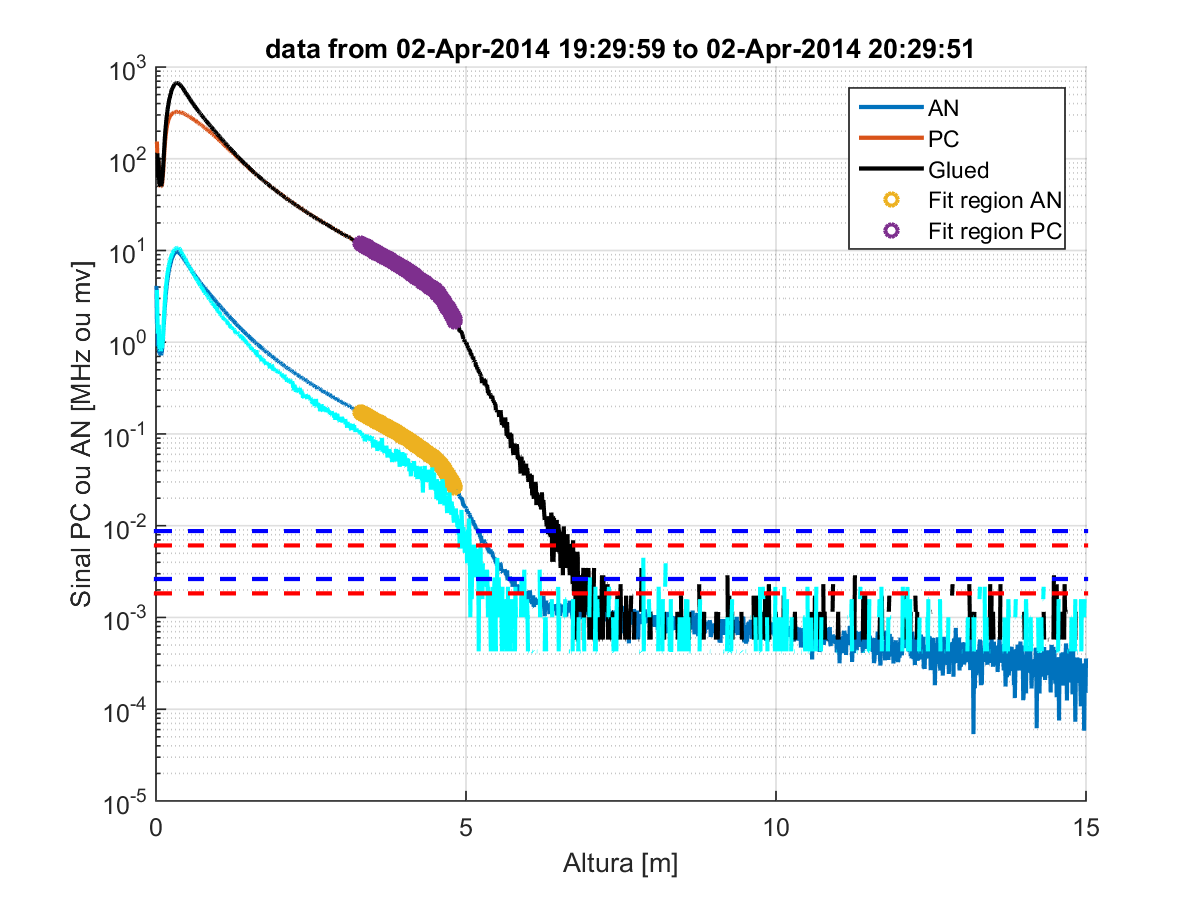 data from 02-Apr-2014 19:29:59 to 02-Apr-2014 20:29:51
AN
PC
Glued
Fit region AN
Fit region PC
Sinal PC ou AN [MHz ou mv]
10^3
10^2
10^1
10^0
10^-1
10^-2
10^-3
10^-4
10^-5
0
5
10
15
Altura [m]